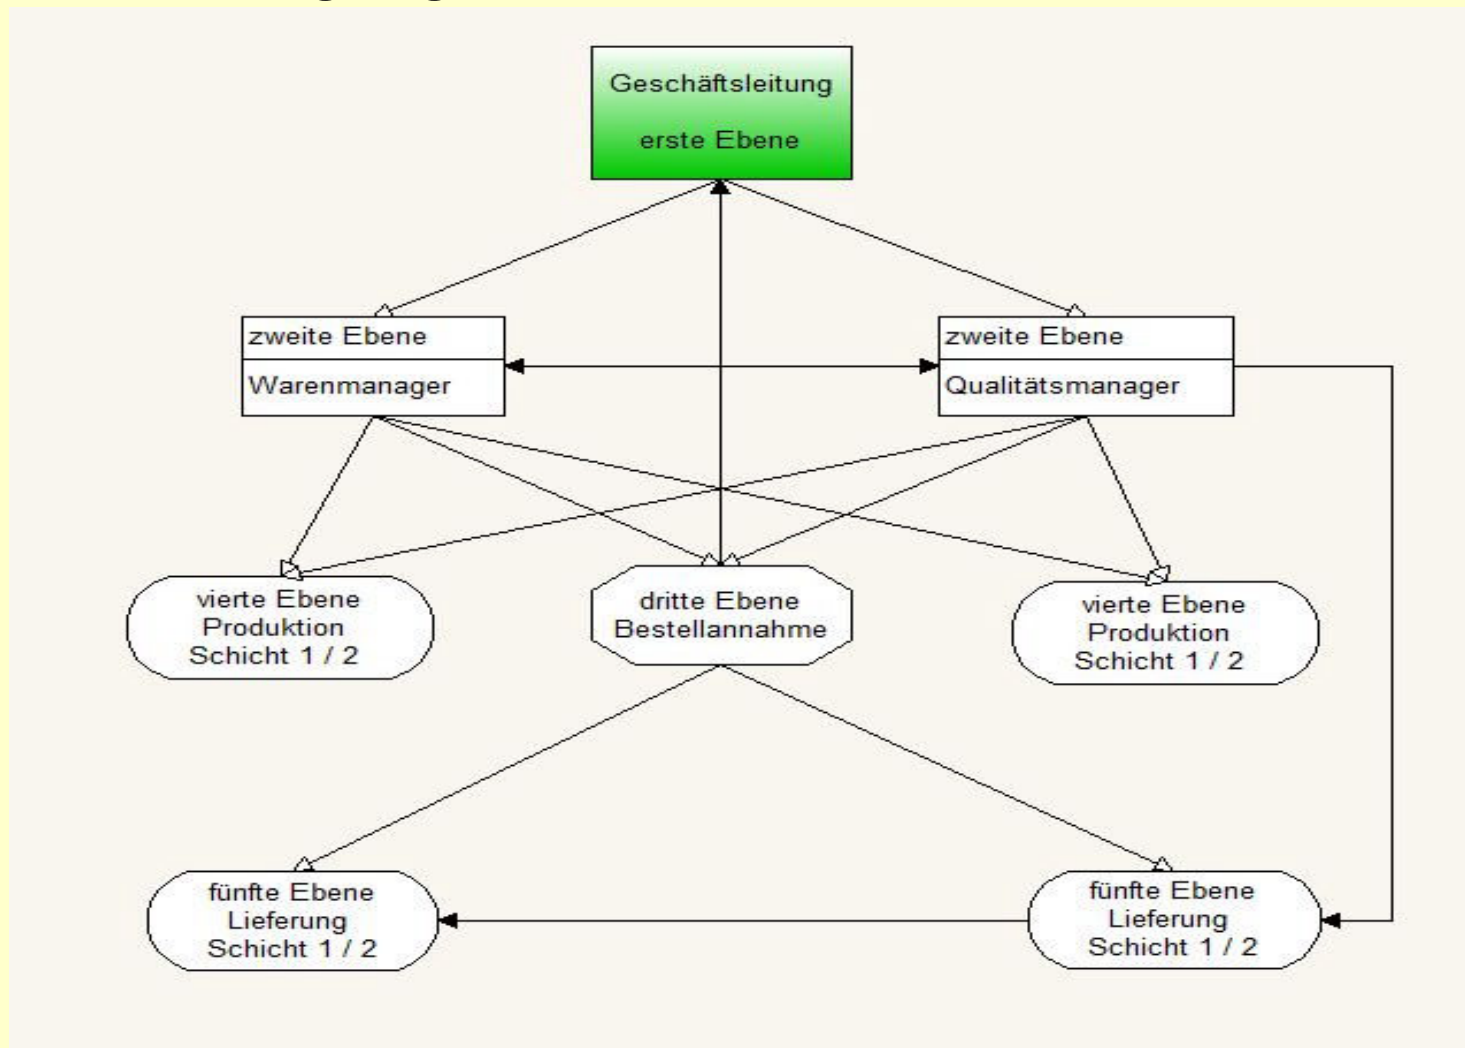 Geschäftsleitung
erste Ebene
zweite Ebene
Warenmanager
zweite Ebene
Qualitätsmanager
vierte Ebene
Produktion
Schicht 1 / 2
dritte Ebene
Bestellannahme
vierte Ebene
Produktion
Schicht 1 / 2
fünfte Ebene
Lieferung
Schicht 1 / 2
fünfte Ebene
Lieferung
Schicht 1 / 2